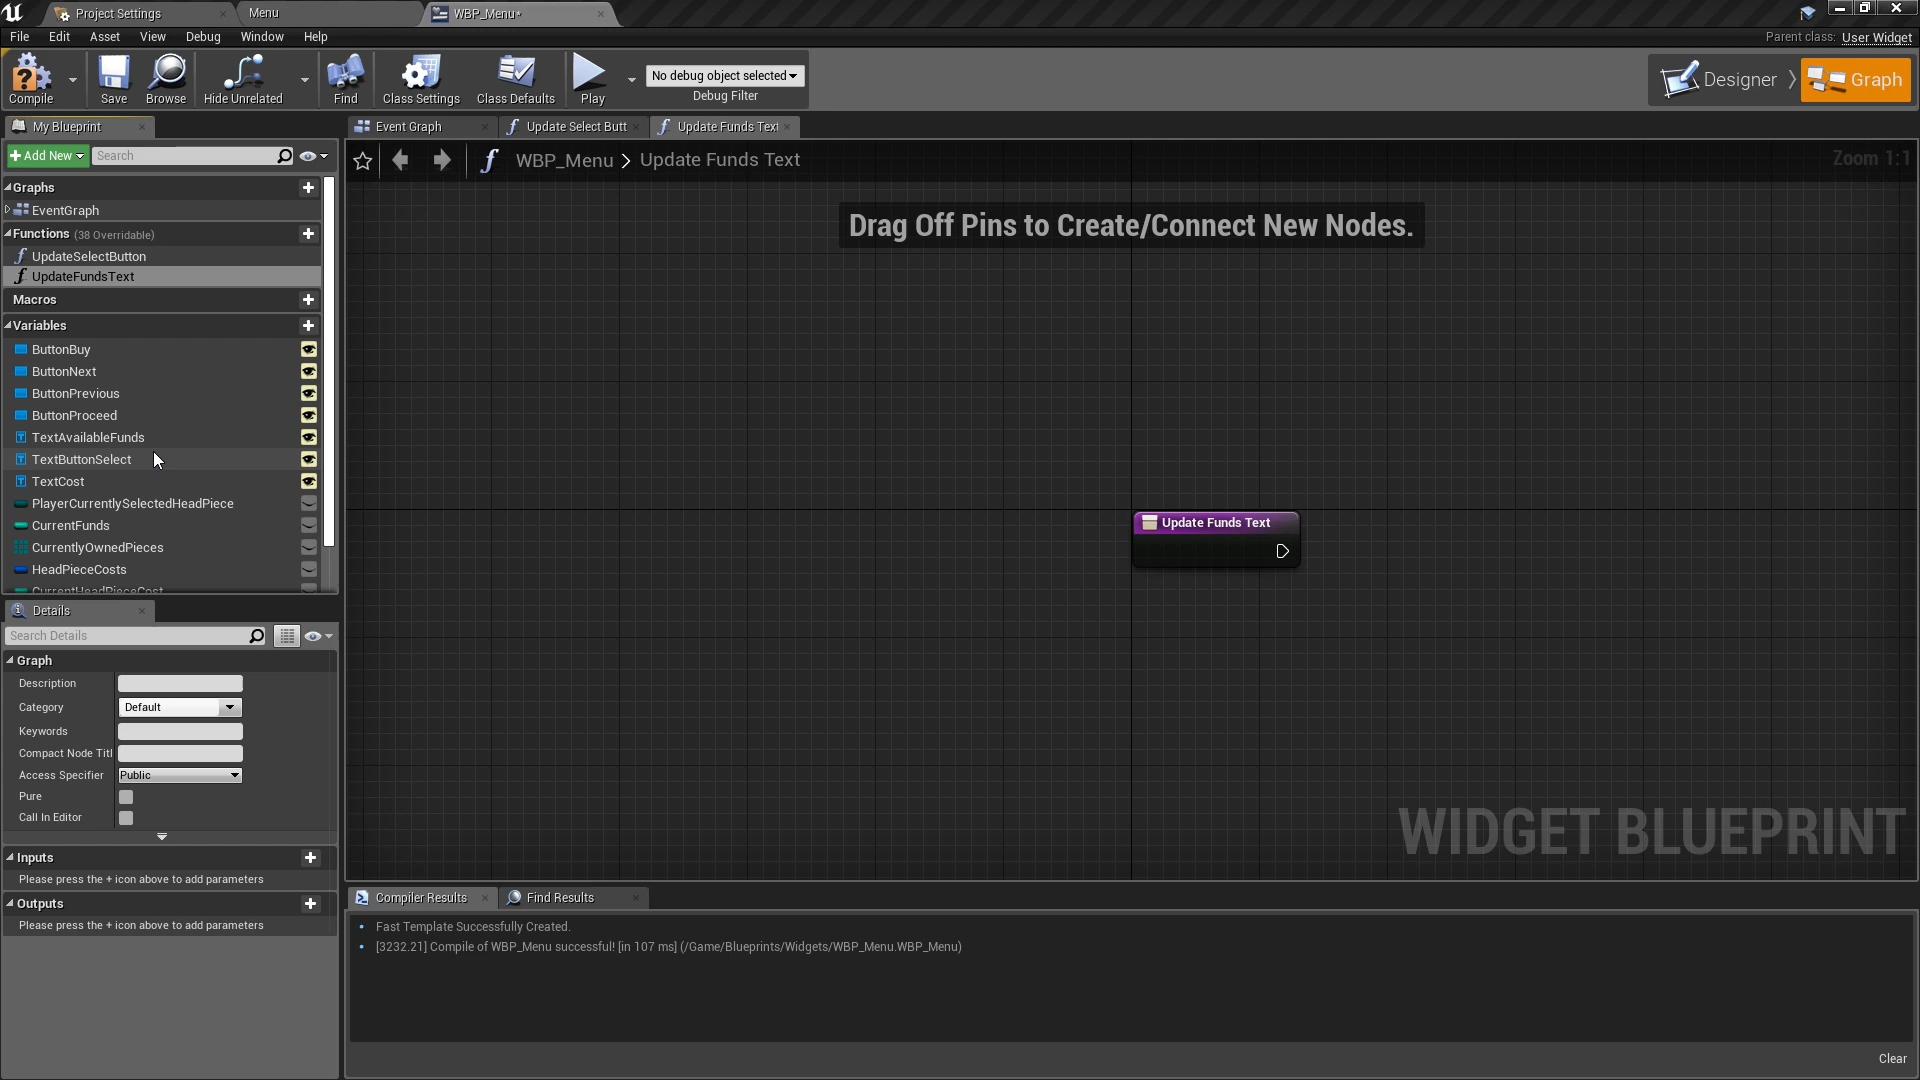 Project Settings
Menu
WBP_Menu*
File Edit Asset View Debug Window Help
Parent class: User Widget
Compile
Save
Browse
Hide Unrelated
Find
Class Settings
Class Defaults
Play
No debug object selected
Debug Filter
Designer
Graph
My Blueprint
Event Graph
Update Select Butt
Update Funds Text
Add New
Search
WBP_Menu > Update Funds Text
Zoom 1:1
Graphs
EventGraph
Functions (38 Overridable)
UpdateSelectButton
UpdateFundsText
Macros
Variables
ButtonBuy
ButtonNext
ButtonPrevious
ButtonProceed
TextAvailableFunds
TextButtonSelect
TextCost
PlayerCurrentlySelectedHeadPiece
CurrentFunds
CurrentlyOwnedPieces
HeadPieceCosts
CurrentHeadPieceCost
Drag Off Pins to Create/Connect New Nodes.
Update Funds Text
WIDGET BLUEPRINT
Details
Search Details
Graph
Description
Category Default
Keywords
Compact Node Titl
Access Specifier Public
Pure
Call In Editor
Inputs
Please press the + icon above to add parameters
Outputs
Please press the + icon above to add parameters
Compiler Results
Find Results
• Fast Template Successfully Created.
• [3232.21] Compile of WBP_Menu successful! [in 107 ms] (/Game/Blueprints/Widgets/WBP_Menu.WBP_Menu)
Clear